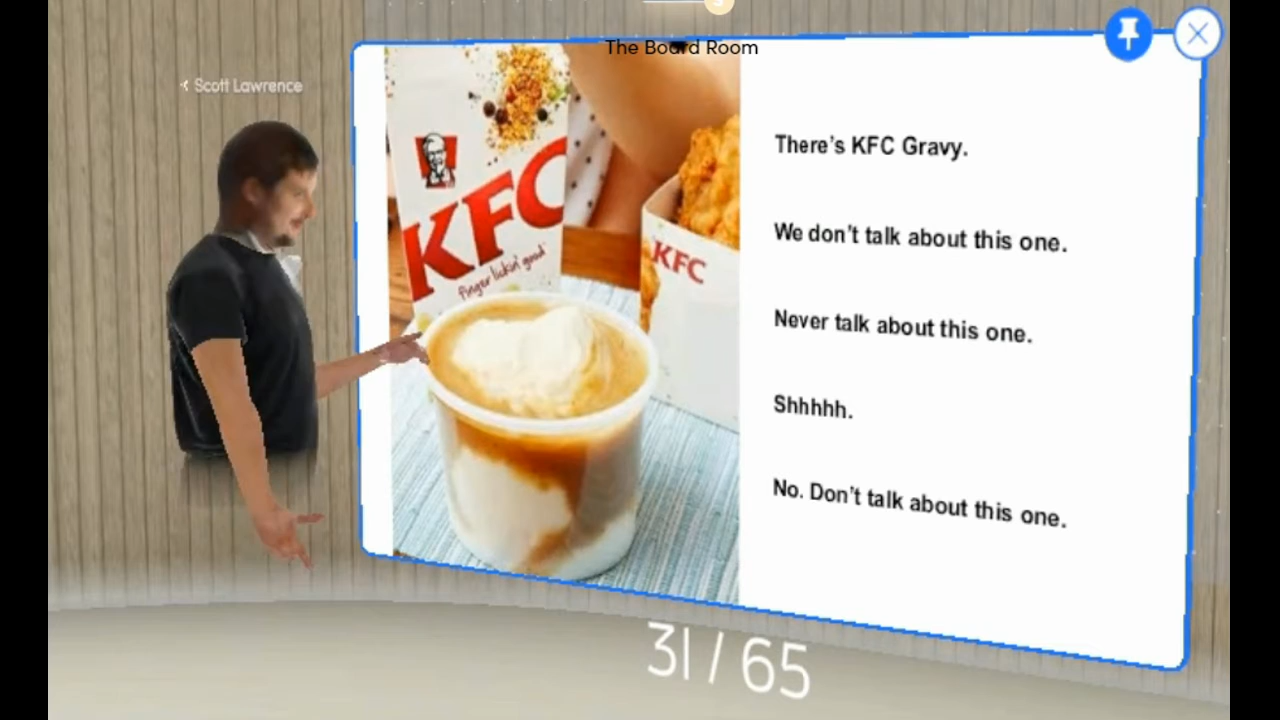 The Board Room
Scott Lawrence
KFC
finger lickin' good
KFC
There's KFC Gravy.
We don't talk about this one.
Never talk about this one.
Shhhhh.
No. Don't talk about this one.
31 / 65